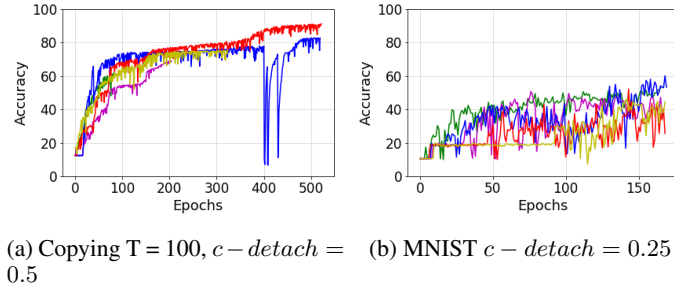 100
80
60
40
20
0
Accuracy
0 100 200 300 400 500
Epochs
100
80
60
40
20
0
Accuracy
0 50 100 150
Epochs
(a) Copying T = 100, c − detach =
0.5
(b) MNIST c − detach = 0.25